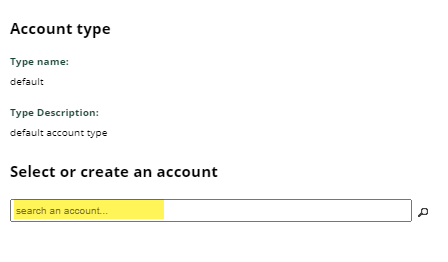 Account type
Type name:
default
Type Description:
default account type
Select or create an account
search an account...